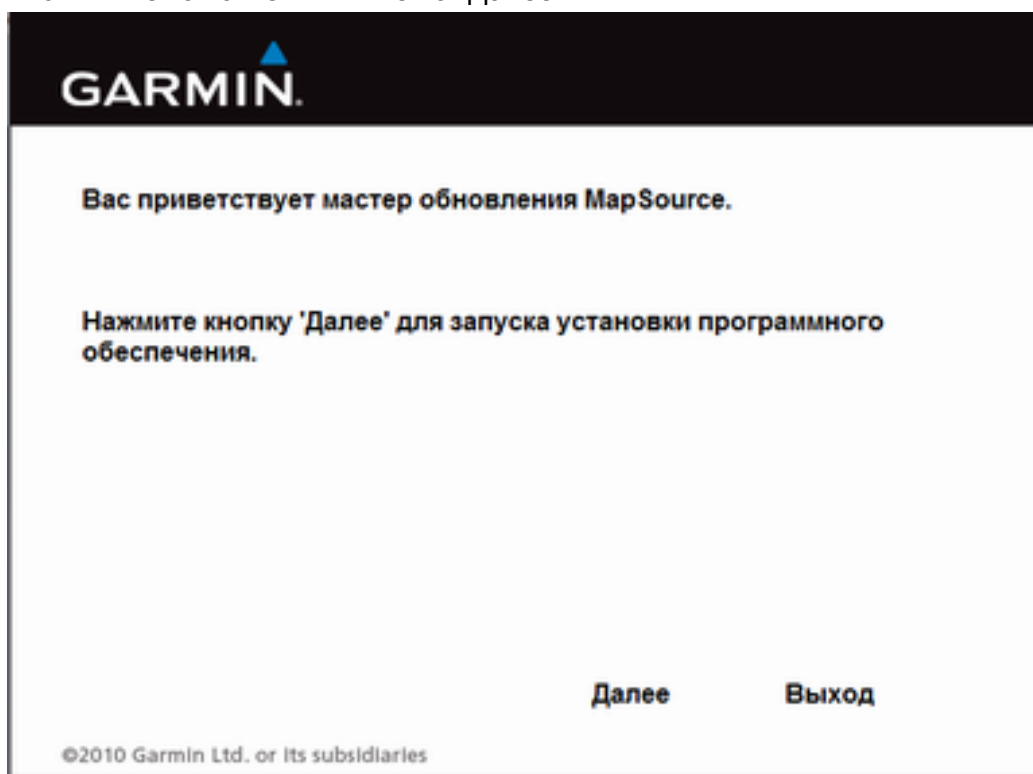 GARMIN.
Вас приветствует мастер обновления MapSource.
Нажмите кнопку 'Далее' для запуска установки программного
обеспечения.
Далее Выход
©2010 Garmin Ltd. or its subsidiaries